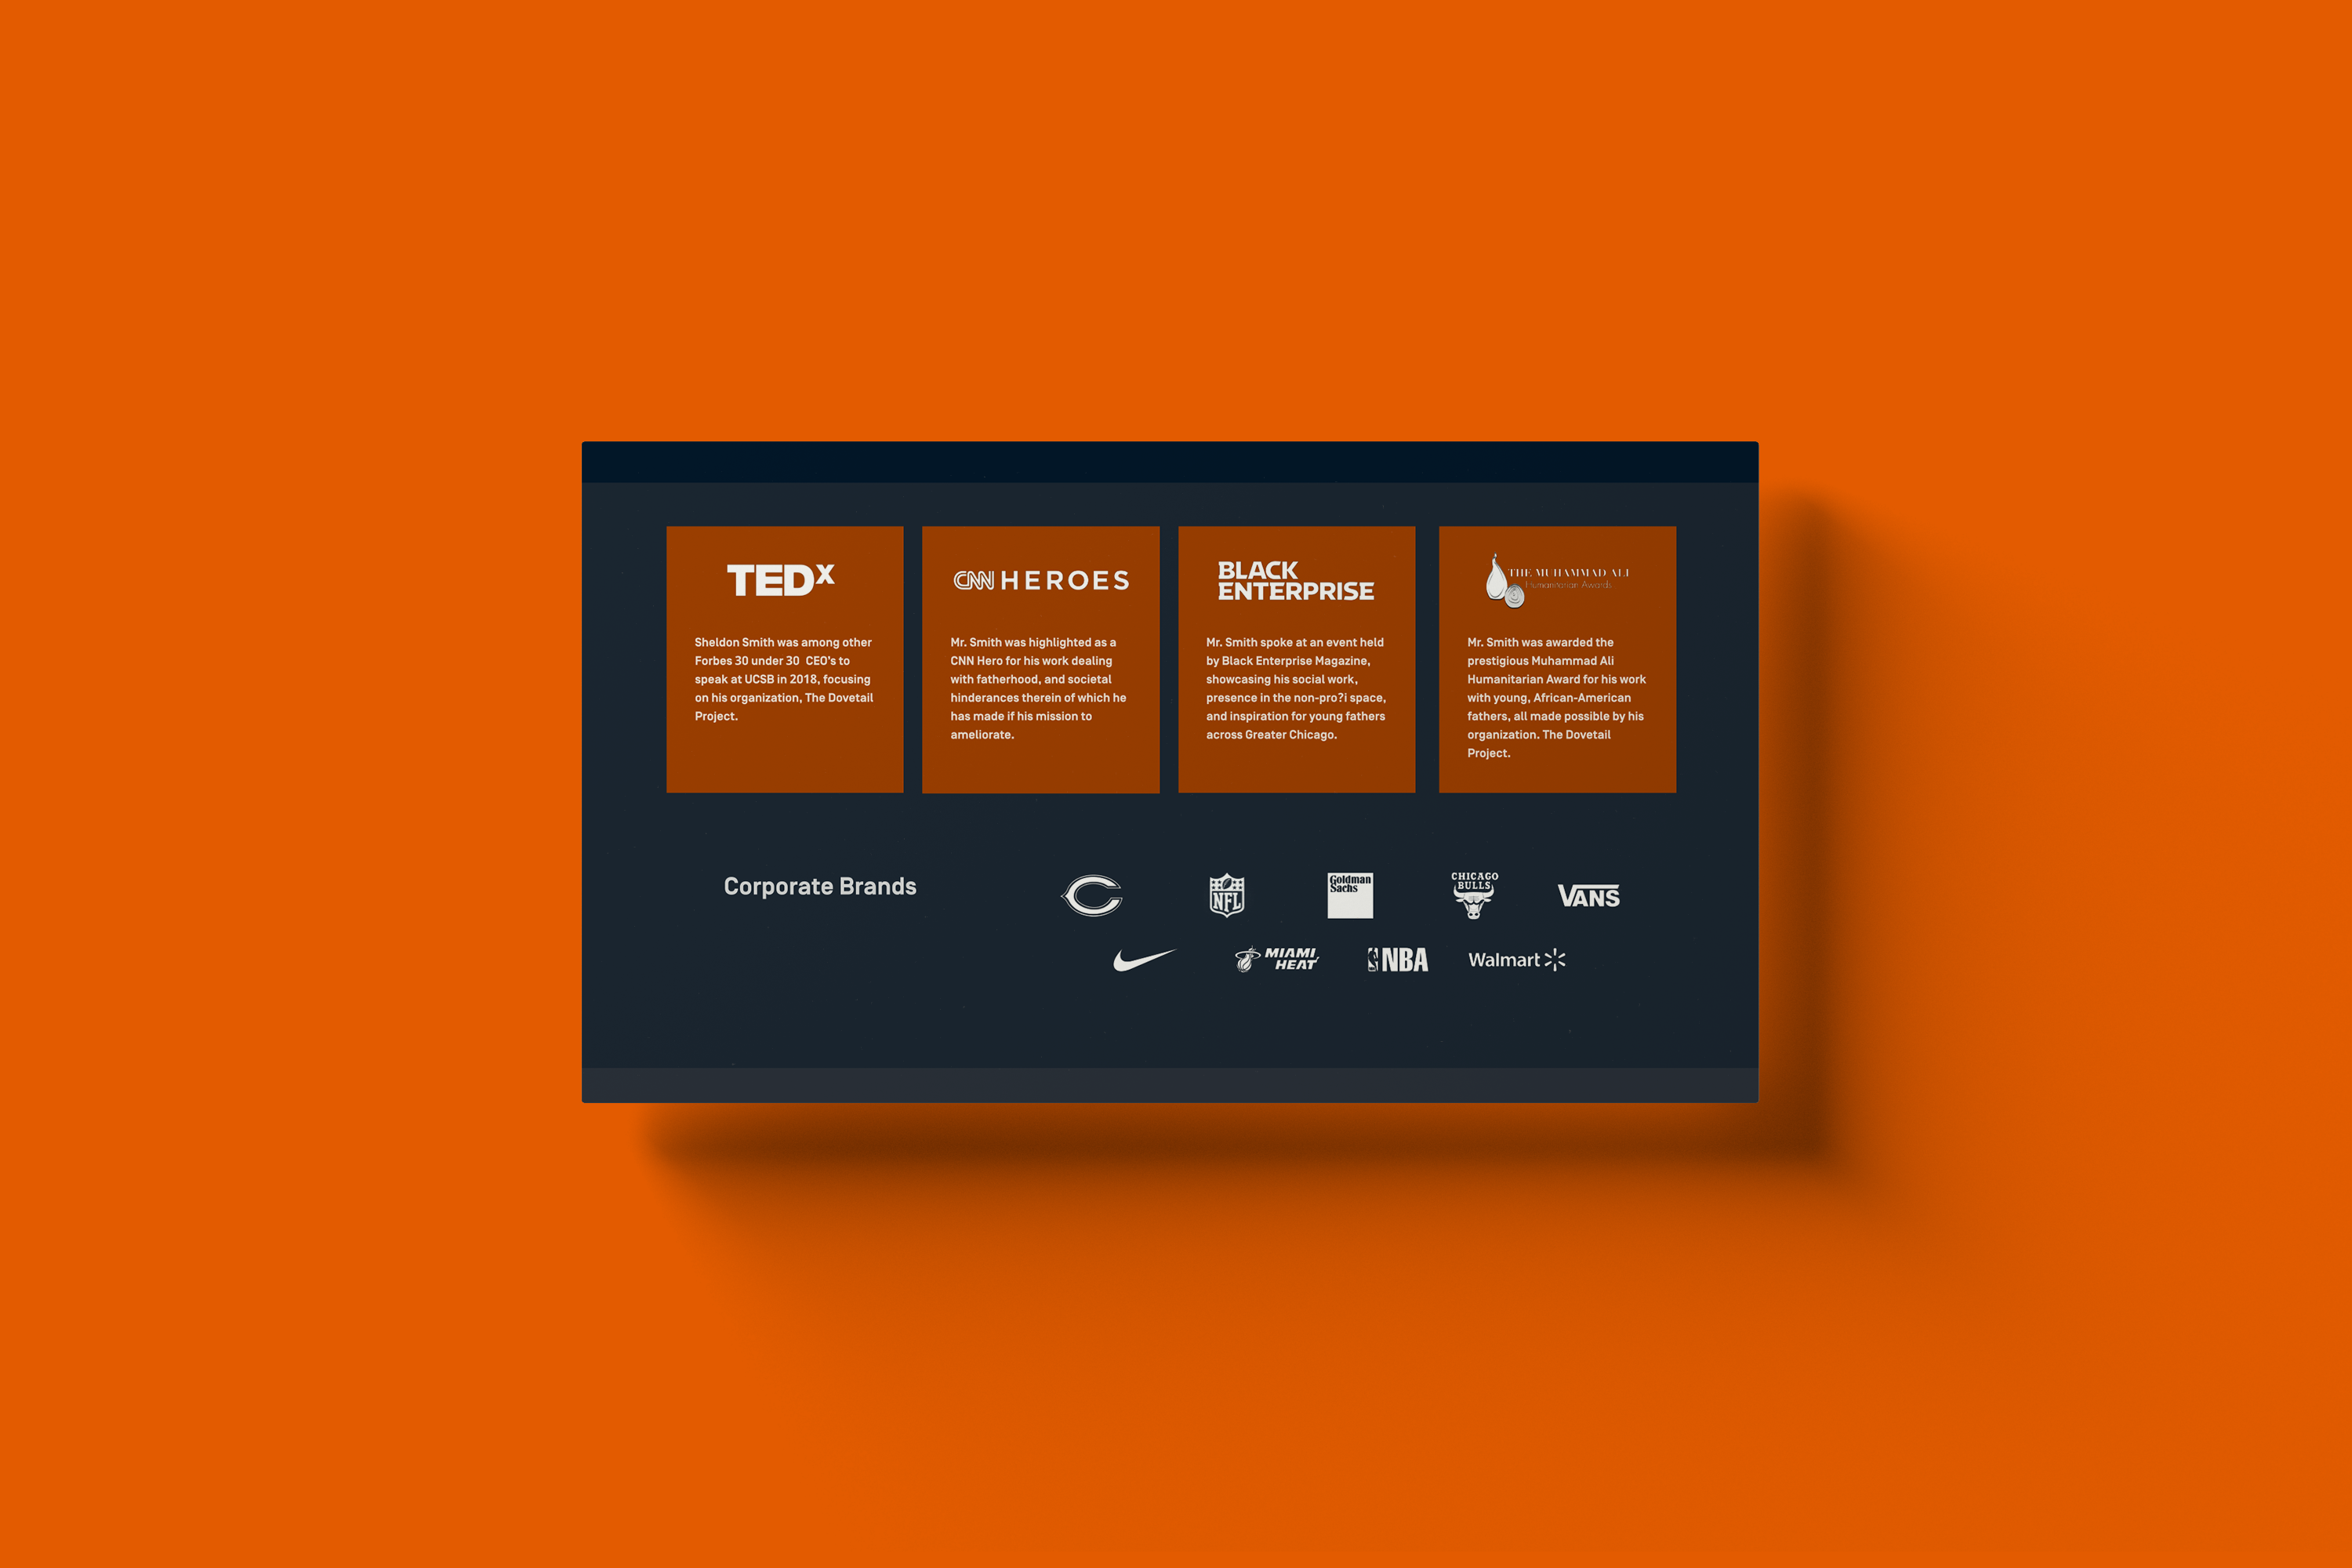 TEDx
Sheldon Smith was among other
Forbes 30 under 30  CEO's to
speak at UCSB in 2018, focusing
on his organization, The Dovetail
Project.
CNN HEROES
Mr. Smith was highlighted as a
CNN Hero for his work dealing
with fatherhood, and societal
hinderances therein of which he
has made if his mission to
ameliorate.
BLACK
ENTERPRISE
Mr. Smith spoke at an event held
by Black Enterprise Magazine,
showcasing his social work,
presence in the non-pro?i space,
and inspiration for young fathers
across Greater Chicago.
THE MUHAMMAD ALI
Humanitarian Awards
Mr. Smith was awarded the
prestigious Muhammad Ali
Humanitarian Award for his work
with young, African-American
fathers, all made possible by his
organization. The Dovetail
Project.
Corporate Brands
C
NFL
Goldman
Sachs
CHICAGO
BULLS
VANS
MIAMI
HEAT
NBA
Walmart